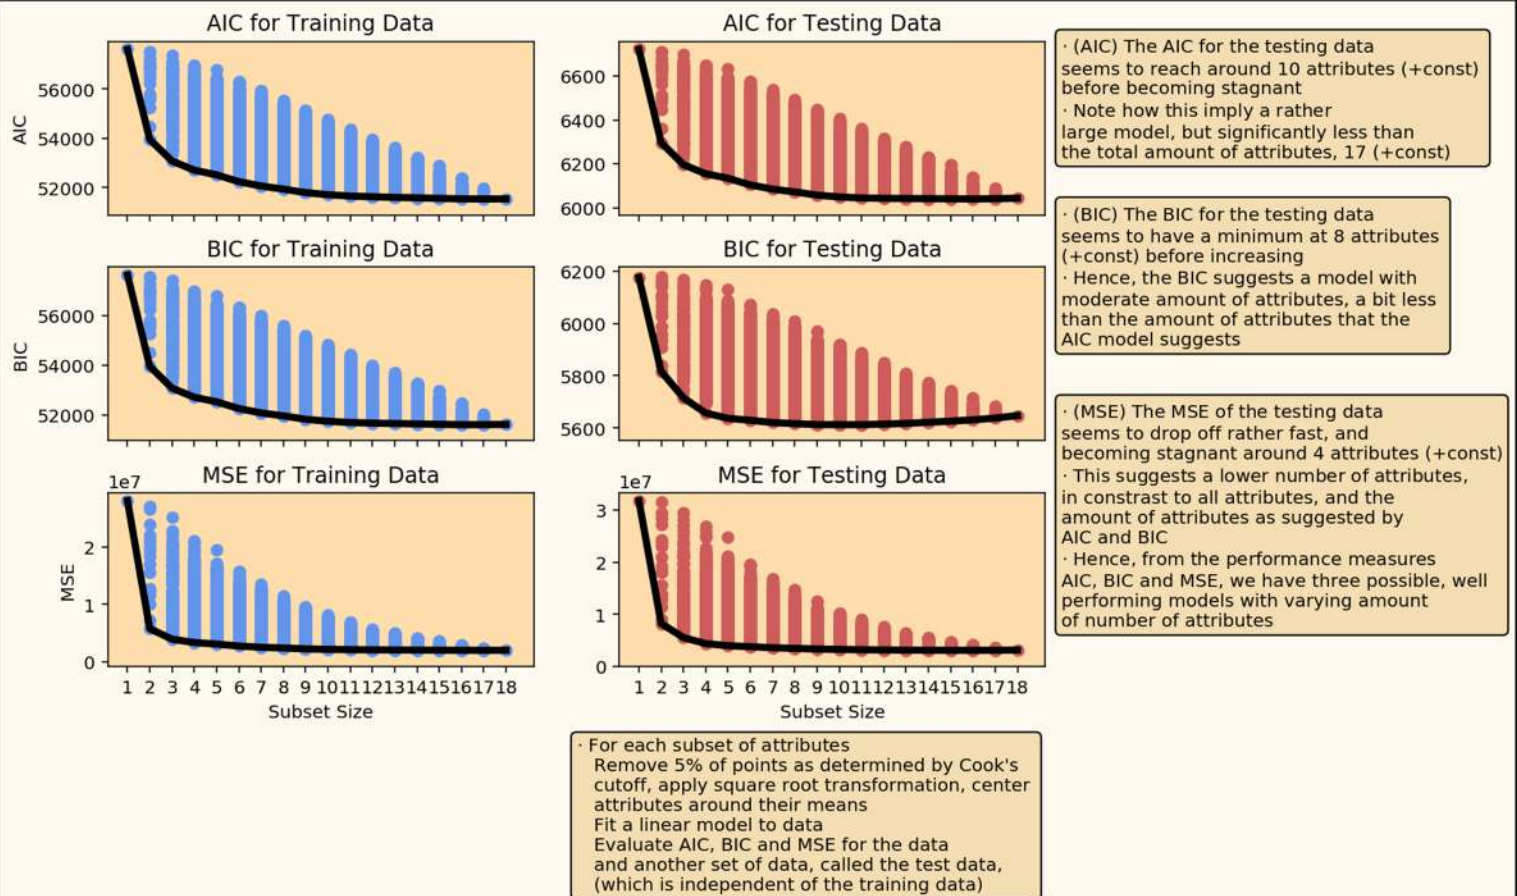 AIC for Training Data
AIC
56000
54000
52000
AIC for Testing Data
6600
6400
6200
6000
· (AIC) The AIC for the testing data
seems to reach around 10 attributes (+const)
before becoming stagnant
· Note how this imply a rather
large model, but significantly less than
the total amount of attributes, 17 (+const)
BIC for Training Data
BIC
56000
54000
52000
BIC for Testing Data
6200
6000
5800
5600
· (BIC) The BIC for the testing data
seems to have a minimum at 8 attributes
(+const) before increasing
· Hence, the BIC suggests a model with
moderate amount of attributes, a bit less
than the amount of attributes that the
AIC model suggests
MSE for Training Data
1e7
MSE
2
1
0
1 2 3 4 5 6 7 8 9 10 11 12 13 14 15 16 17 18
Subset Size
MSE for Testing Data
1e7
3
2
1
0
1 2 3 4 5 6 7 8 9 10 11 12 13 14 15 16 17 18
Subset Size
· (MSE) The MSE of the testing data
seems to drop off rather fast, and
becoming stagnant around 4 attributes (+const)
· This suggests a lower number of attributes,
in constrast to all attributes, and the
amount of attributes as suggested by
AIC and BIC
· Hence, from the performance measures
AIC, BIC and MSE, we have three possible, well
performing models with varying amount
of number of attributes
· For each subset of attributes
Remove 5% of points as determined by Cook's
cutoff, apply square root transformation, center
attributes around their means
Fit a linear model to data
Evaluate AIC, BIC and MSE for the data
and another set of data, called the test data,
(which is independent of the training data)